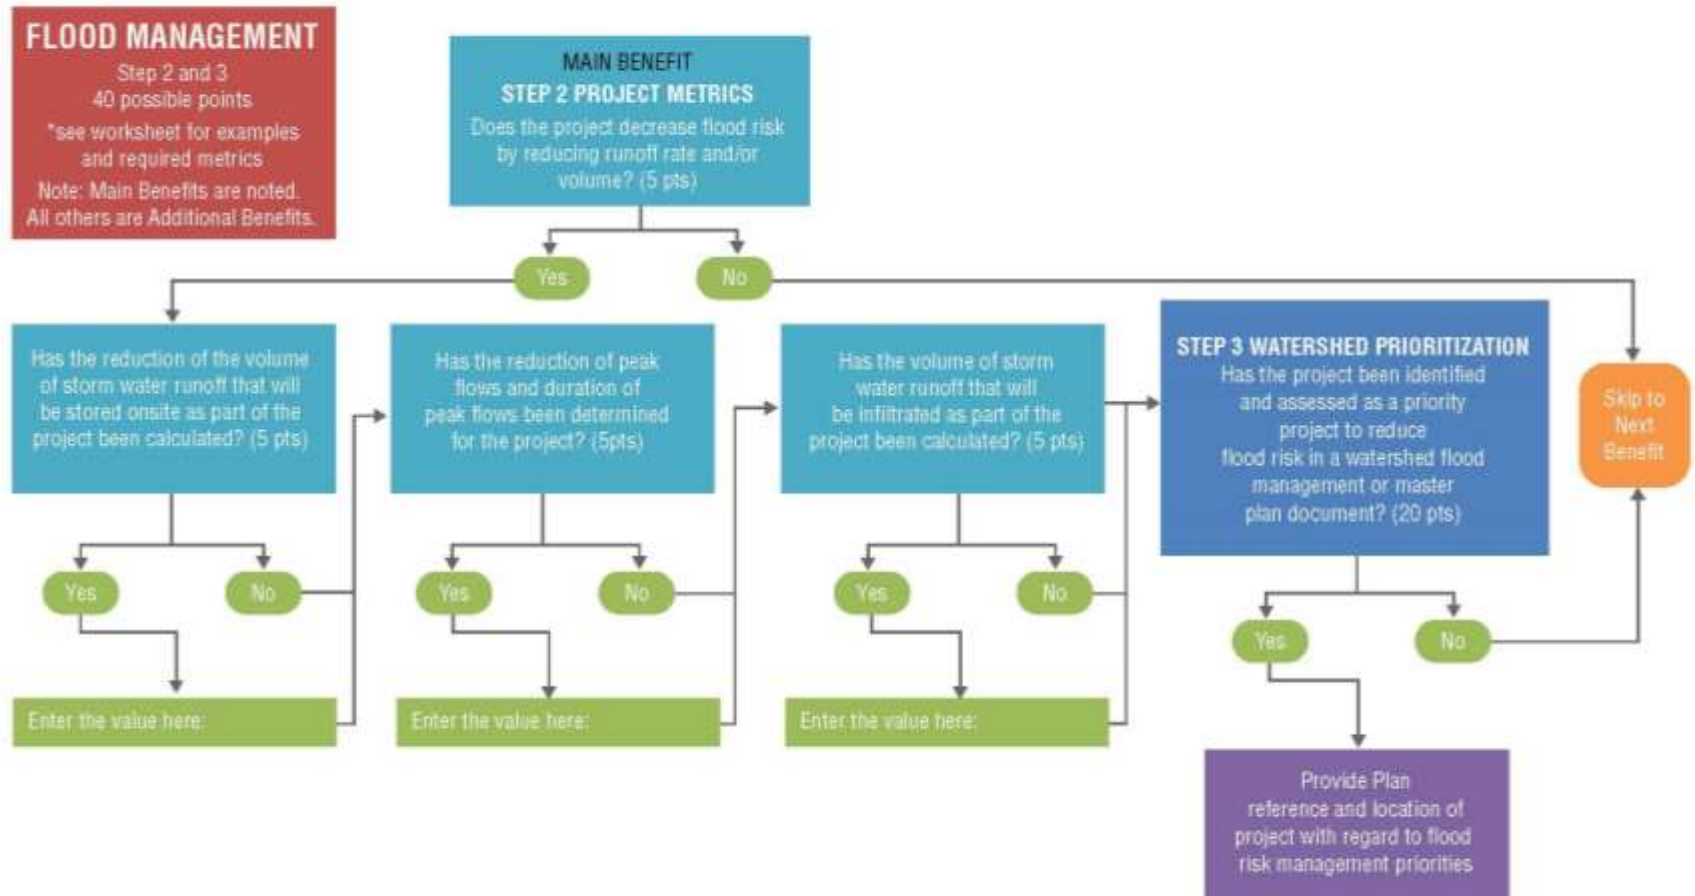 FLOOD MANAGEMENT
Step 2 and 3
40 possible points
*see worksheet for examples
and required metrics
Note: Main Benefits are noted.
All others are Additional Benefits.
MAIN BENEFIT
STEP 2 PROJECT METRICS
Does the project decrease flood risk
by reducing runoff rate and/or
volume? (5 pts)
Yes
No
Has the reduction of the volume
of storm water runoff that will
be stored onsite as part of the
project been calculated? (5 pts)
Has the reduction of peak
flows and duration of
peak flows been determined
for the project? (5pts)
Has the volume of storm
water runoff that will
be infiltrated as part of the
project been calculated? (5 pts)
STEP 3 WATERSHED PRIORITIZATION
Has the project been identified
and assessed as a priority
project to reduce
flood risk in a watershed flood
management or master
plan document? (20 pts)
Skip to
Next
Benefit
Yes
No
Yes
No
Yes
No
Yes
No
Enter the value here:
Enter the value here:
Enter the value here:
Provide Plan
reference and location of
project with regard to flood
risk management priorities